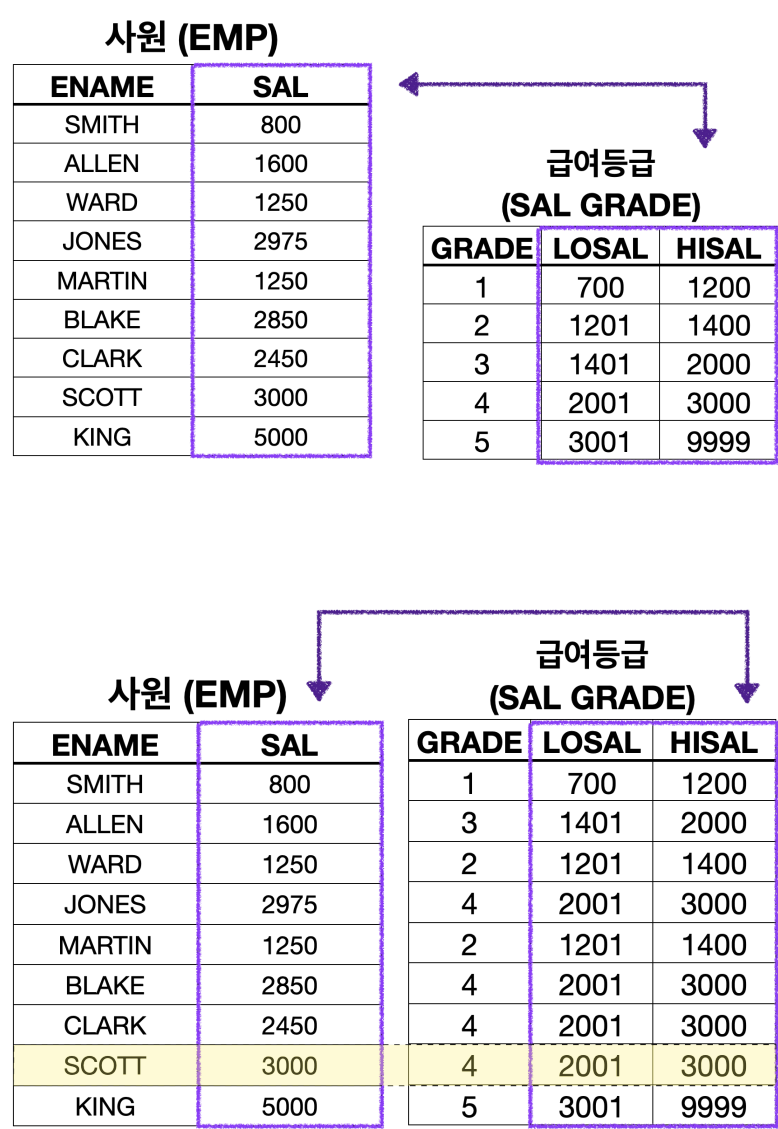 사원 (EMP)
ENAME SAL
SMITH 800
ALLEN 1600
WARD 1250
JONES 2975
MARTIN 1250
BLAKE 2850
CLARK 2450
SCOTT 3000
KING 5000
급여등급
(SAL GRADE)
GRADE LOSAL HISAL
1 700 1200
2 1201 1400
3 1401 2000
4 2001 3000
5 3001 9999
사원 (EMP)
ENAME SAL
SMITH 800
ALLEN 1600
WARD 1250
JONES 2975
MARTIN 1250
BLAKE 2850
CLARK 2450
SCOTT 3000
KING 5000
급여등급
(SAL GRADE)
GRADE LOSAL HISAL
1 700 1200
3 1401 2000
2 1201 1400
4 2001 3000
2 1201 1400
4 2001 3000
4 2001 3000
4 2001 3000
5 3001 9999